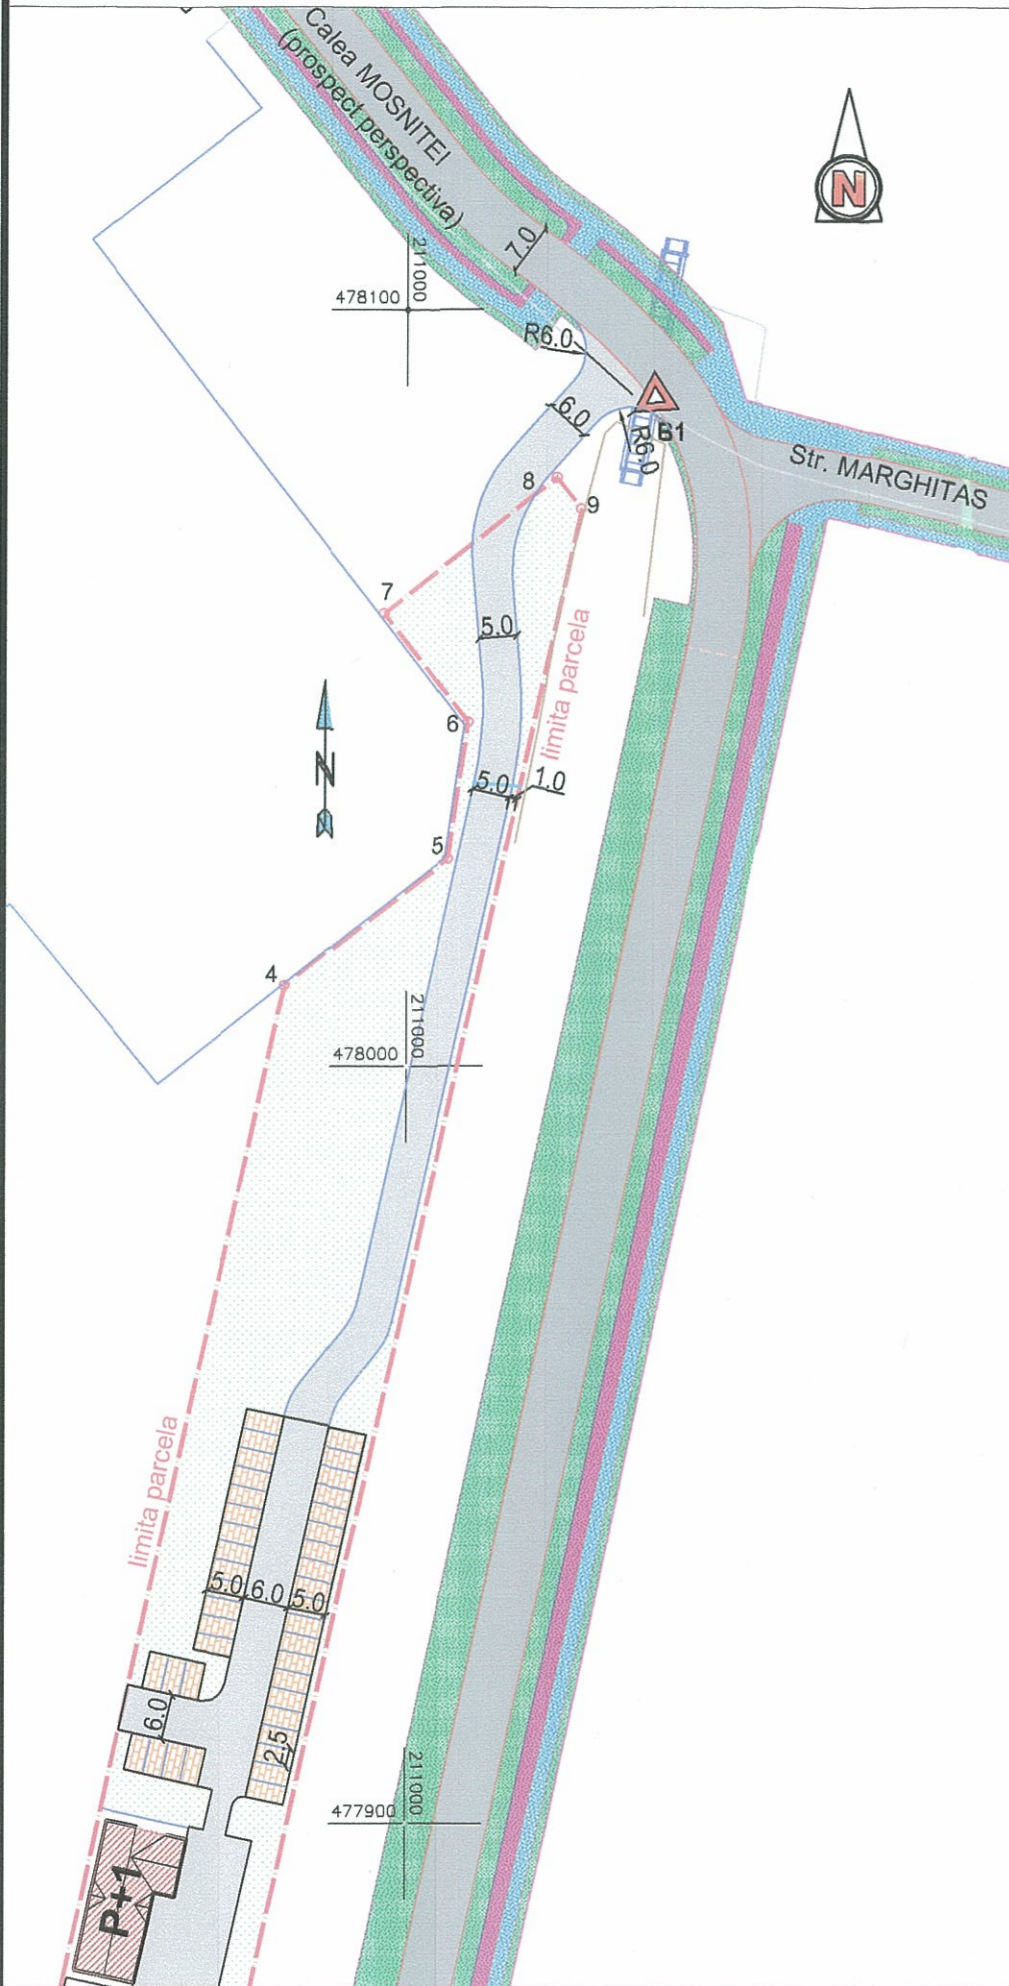 Calea MOSNITEI
(prospect perspectiva)
N
7.0
211000
478100
R6.0
6.0
R6.0
B1
Str. MARGHITAS
8
9
7
5.0
limita parcela
6
N
5.0
1.0
5
4
211000
478000
limita parcela
5.0
6.0
5.0
6.0
2.5
211000
477900
P+1